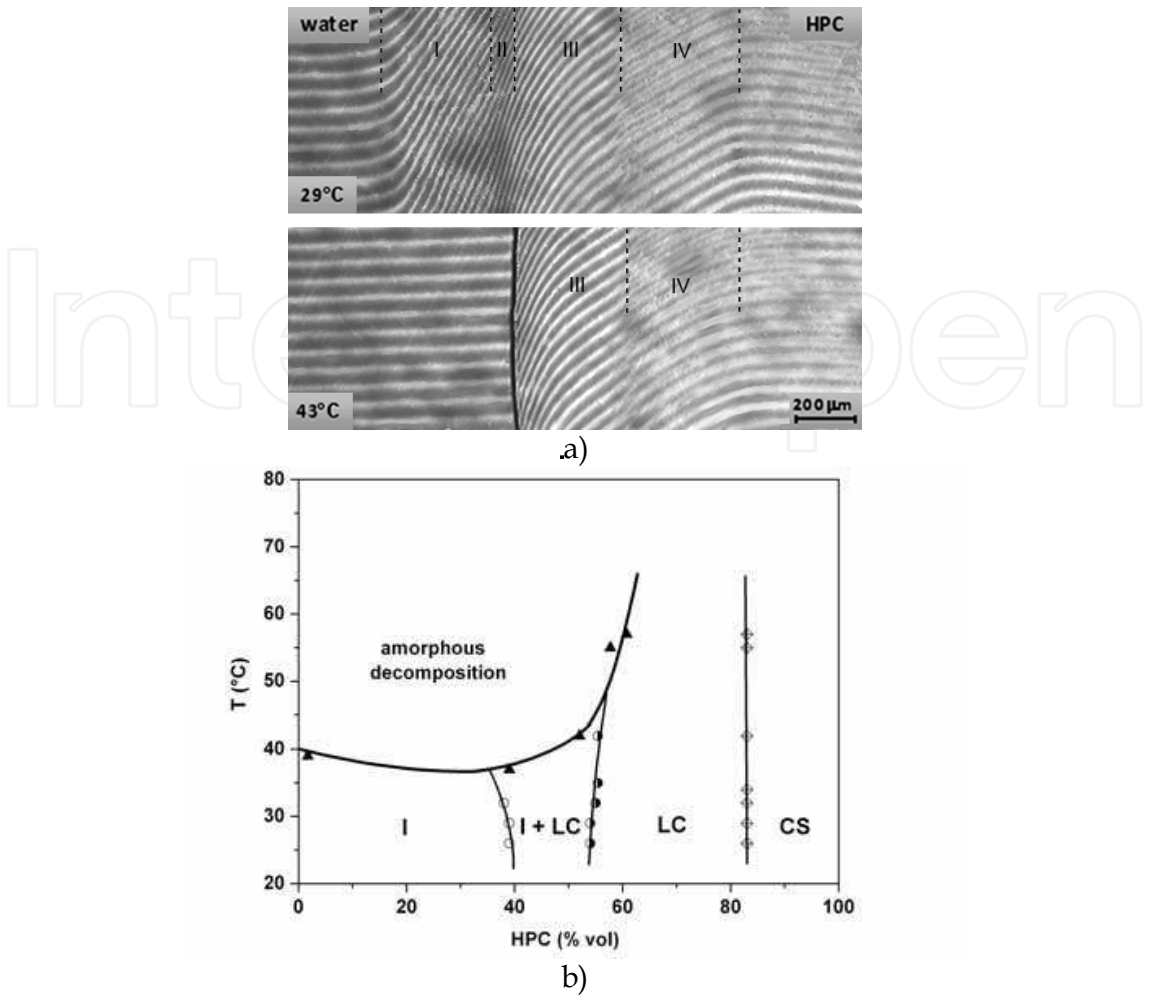 water
HPC
I
II
III
IV
29°C
III
IV
43°C
200 µm
.a)
80
70
60
50
40
30
20
T (°C)
amorphous
decomposition
I
I + LC
LC
CS
0
20
40
60
80
100
HPC (% vol)
b)